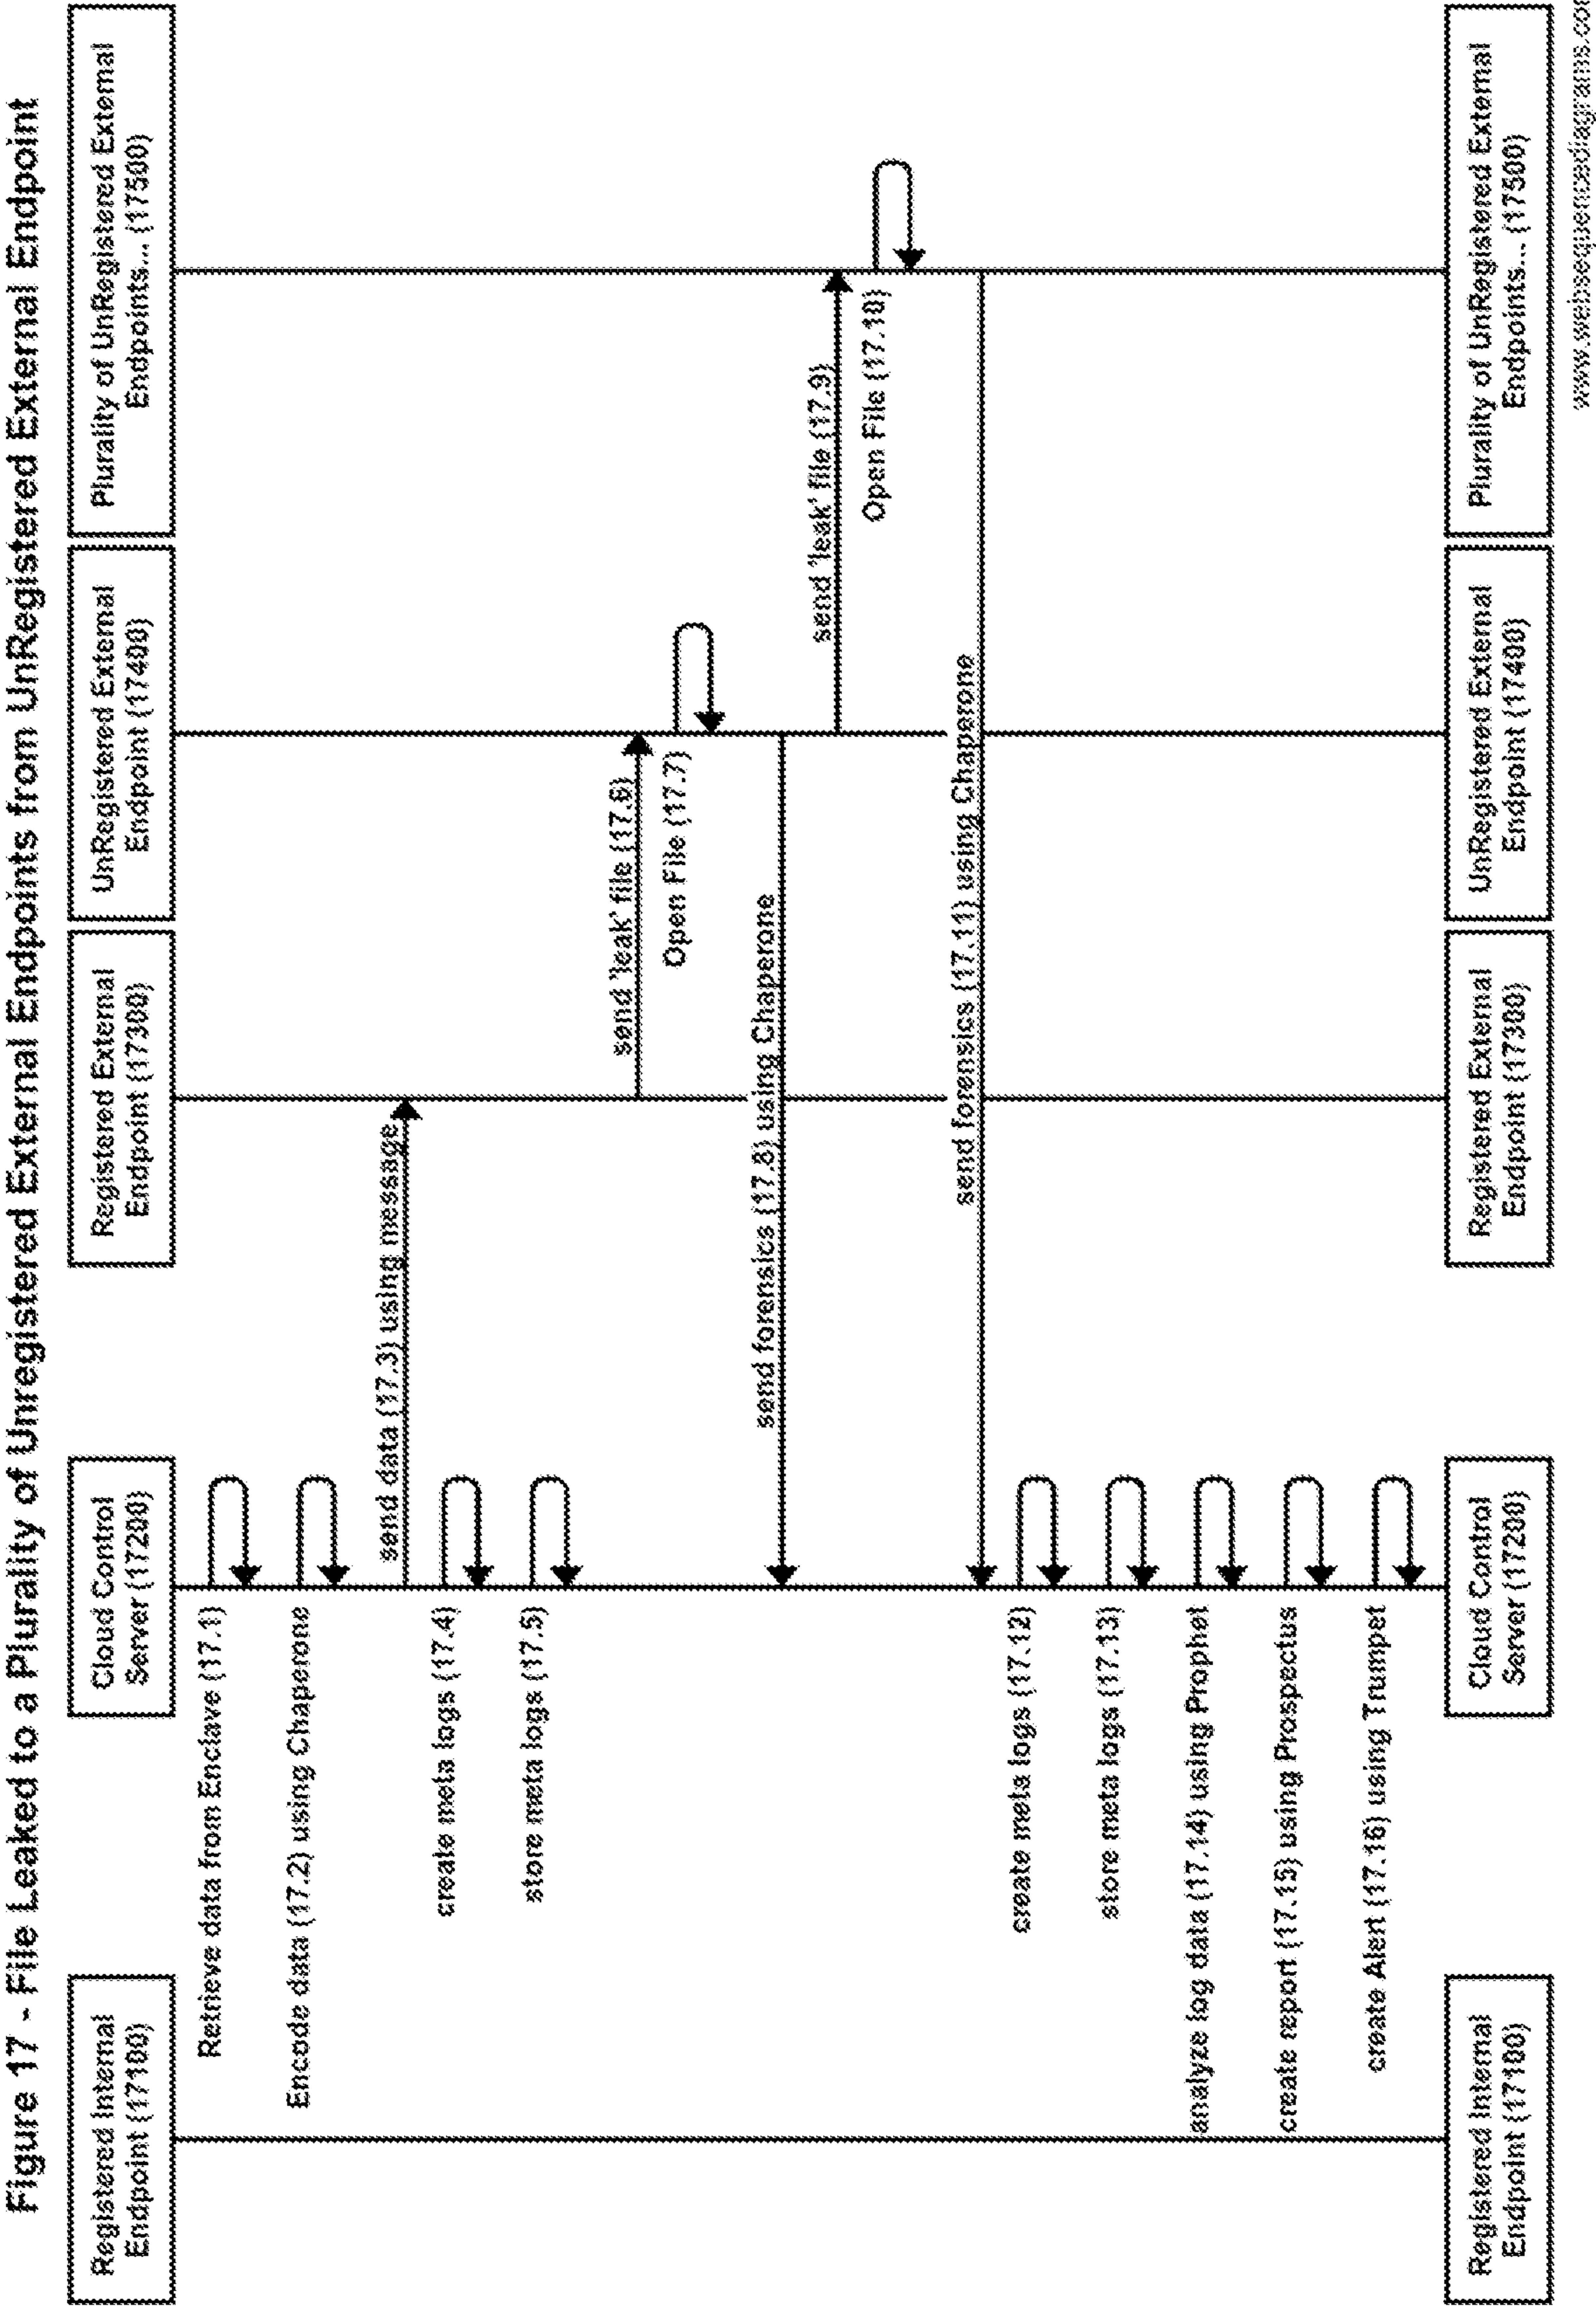 Figure 17 - File Leaked to a Plurality of Unregistered External Endpoints from UnRegistered External Endpoint
Registered Internal
Endpoint (17100)
Cloud Control
Server (17200)
Registered External
Endpoint (17300)
UnRegistered External
Endpoint (17400)
Plurality of UnRegistered External
Endpoints... (17500)
Retrieve data from Enclave (17.1)
Encode data (17.2) using Chaperone
send data (17.3) using message
create meta logs (17.4)
store meta logs (17.5)
send 'leak' file (17.6)
Open File (17.7)
send forensics (17.8) using Chaperone
send 'leak' file (17.9)
Open File (17.10)
send forensics (17.11) using Chaperone
create meta logs (17.12)
store meta logs (17.13)
analyze log data (17.14) using Prophet
create report (17.15) using Prospectus
create Alert (17.16) using Trumpet
Registered Internal
Endpoint (17100)
Cloud Control
Server (17200)
Registered External
Endpoint (17300)
UnRegistered External
Endpoint (17400)
Plurality of UnRegistered External
Endpoints... (17500)
www.websequencediagrams.com